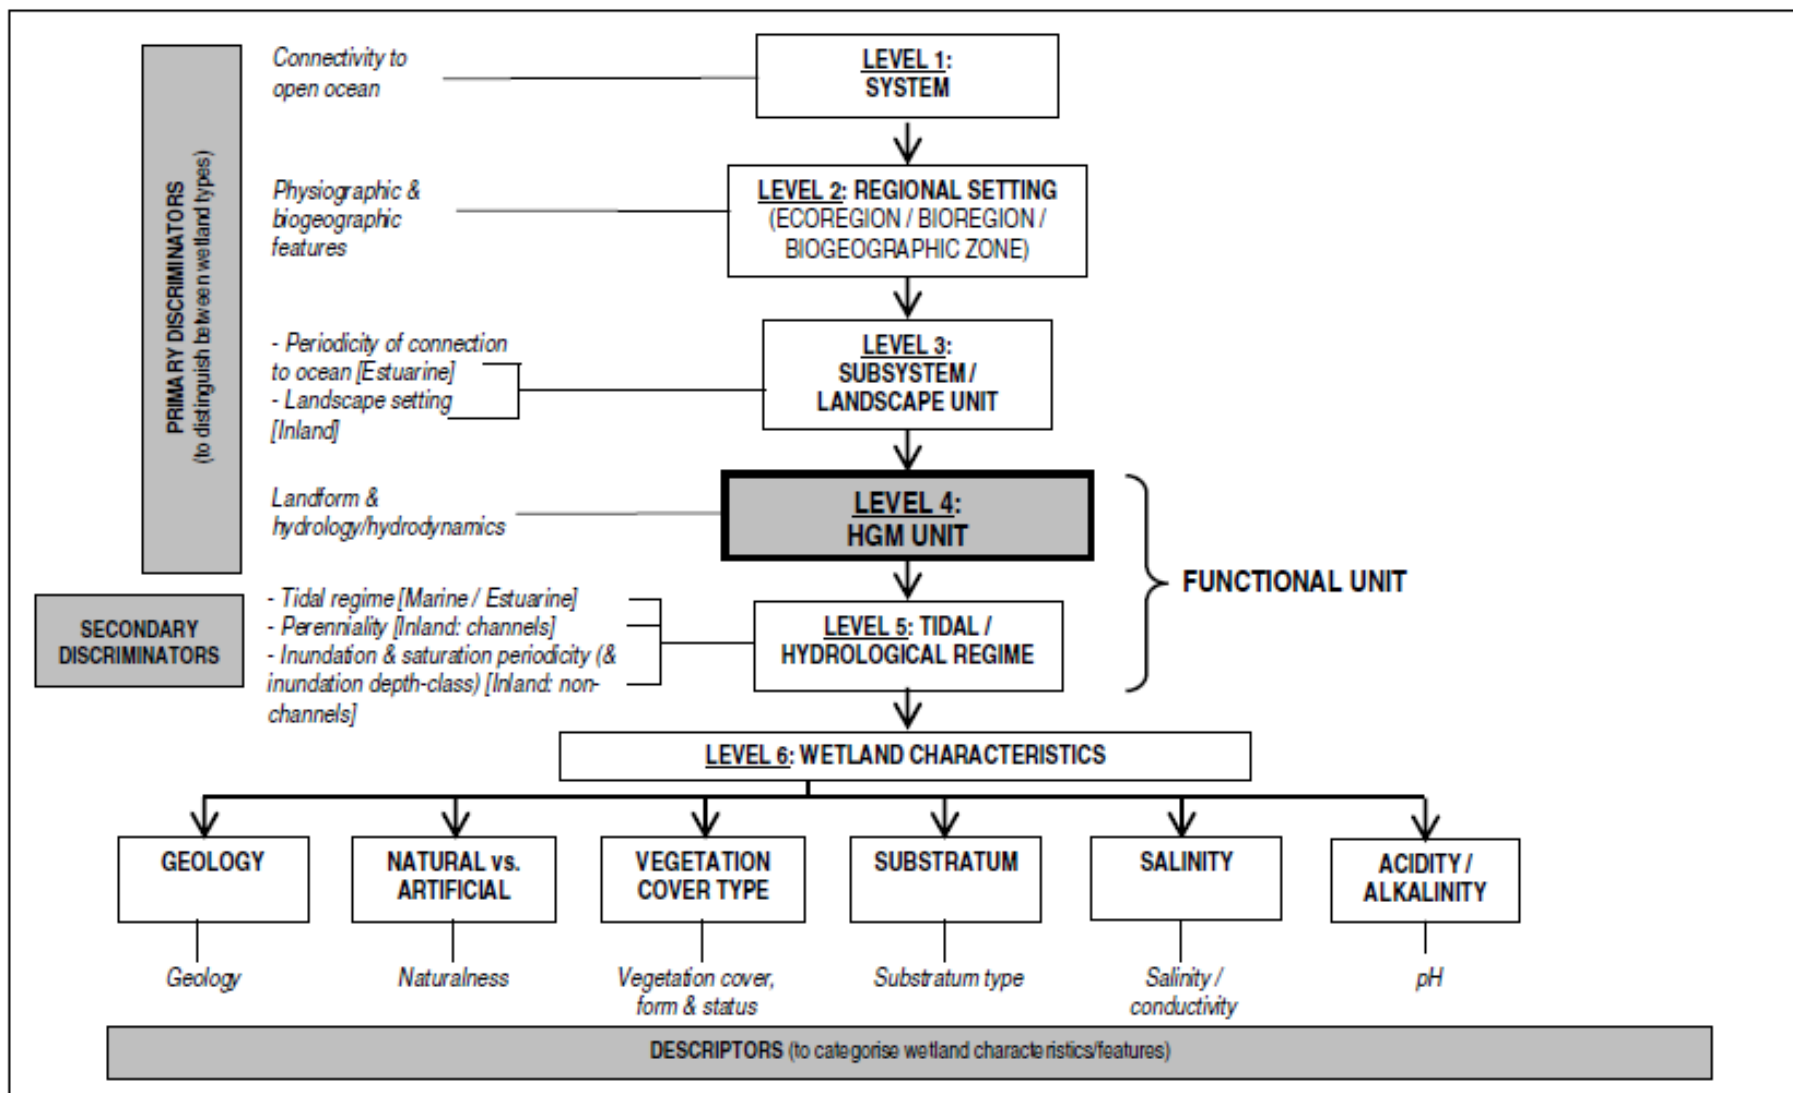 PRIMARY DISCRIMINATORS
(to distinguish between wetland types)
Connectivity to
open ocean
LEVEL 1:
SYSTEM
Physiographic &
biogeographic
features
LEVEL 2: REGIONAL SETTING
(ECOREGION / BIOREGION /
BIOGEOGRAPHIC ZONE)
- Periodicity of connection
to ocean [Estuarine]
- Landscape setting
[Inland]
LEVEL 3:
SUBSYSTEM /
LANDSCAPE UNIT
Landform &
hydrology/hydrodynamics
LEVEL 4:
HGM UNIT
FUNCTIONAL UNIT
SECONDARY
DISCRIMINATORS
- Tidal regime [Marine / Estuarine]
- Perenniality [Inland: channels]
- Inundation & saturation periodicity (&
inundation depth-class) [Inland: non-
channels]
LEVEL 5: TIDAL /
HYDROLOGICAL REGIME
LEVEL 6: WETLAND CHARACTERISTICS
GEOLOGY
NATURAL vs.
ARTIFICIAL
VEGETATION
COVER TYPE
SUBSTRATUM
SALINITY
ACIDITY /
ALKALINITY
Geology
Naturalness
Vegetation cover,
form & status
Substratum type
Salinity /
conductivity
pH
DESCRIPTORS (to categorise wetland characteristics/features)